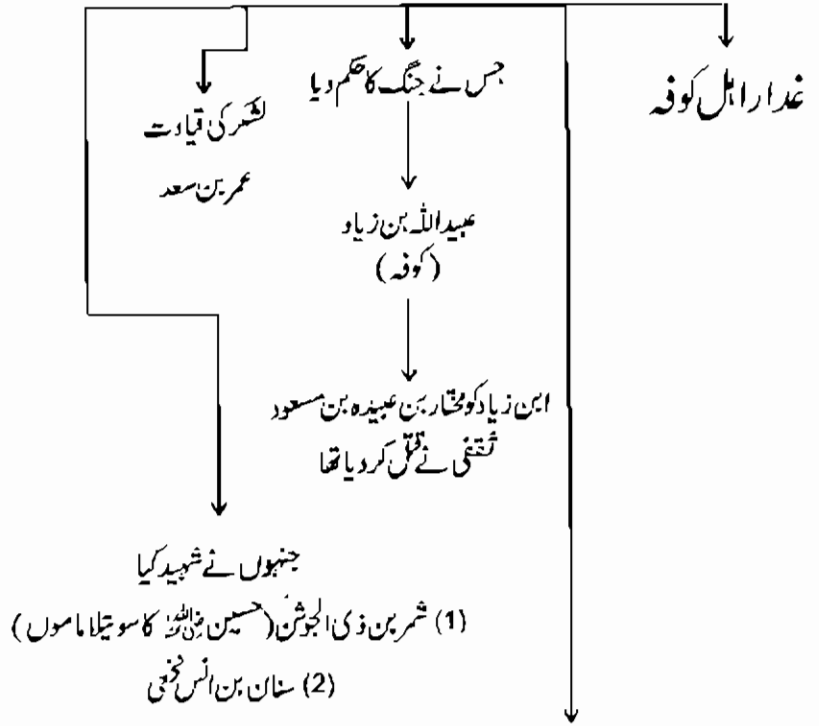 غدار اہل کوفہ
جس نے جنگ کا حکم دیا
عبید اللہ بن زیاد
(کوفہ)
ابن زیاد کو مختار بن عبیدہ بن مسعود
ثقفی نے قتل کر دیا تھا
لشکر کی قیادت
عمر بن سعد
جنہوں نے شہید کیا
(1) شمر بن ذی الجوشن (حسین رضی اللہ عنہ کا سوتیلا ماموں)
(2) سنان بن انس نخعی